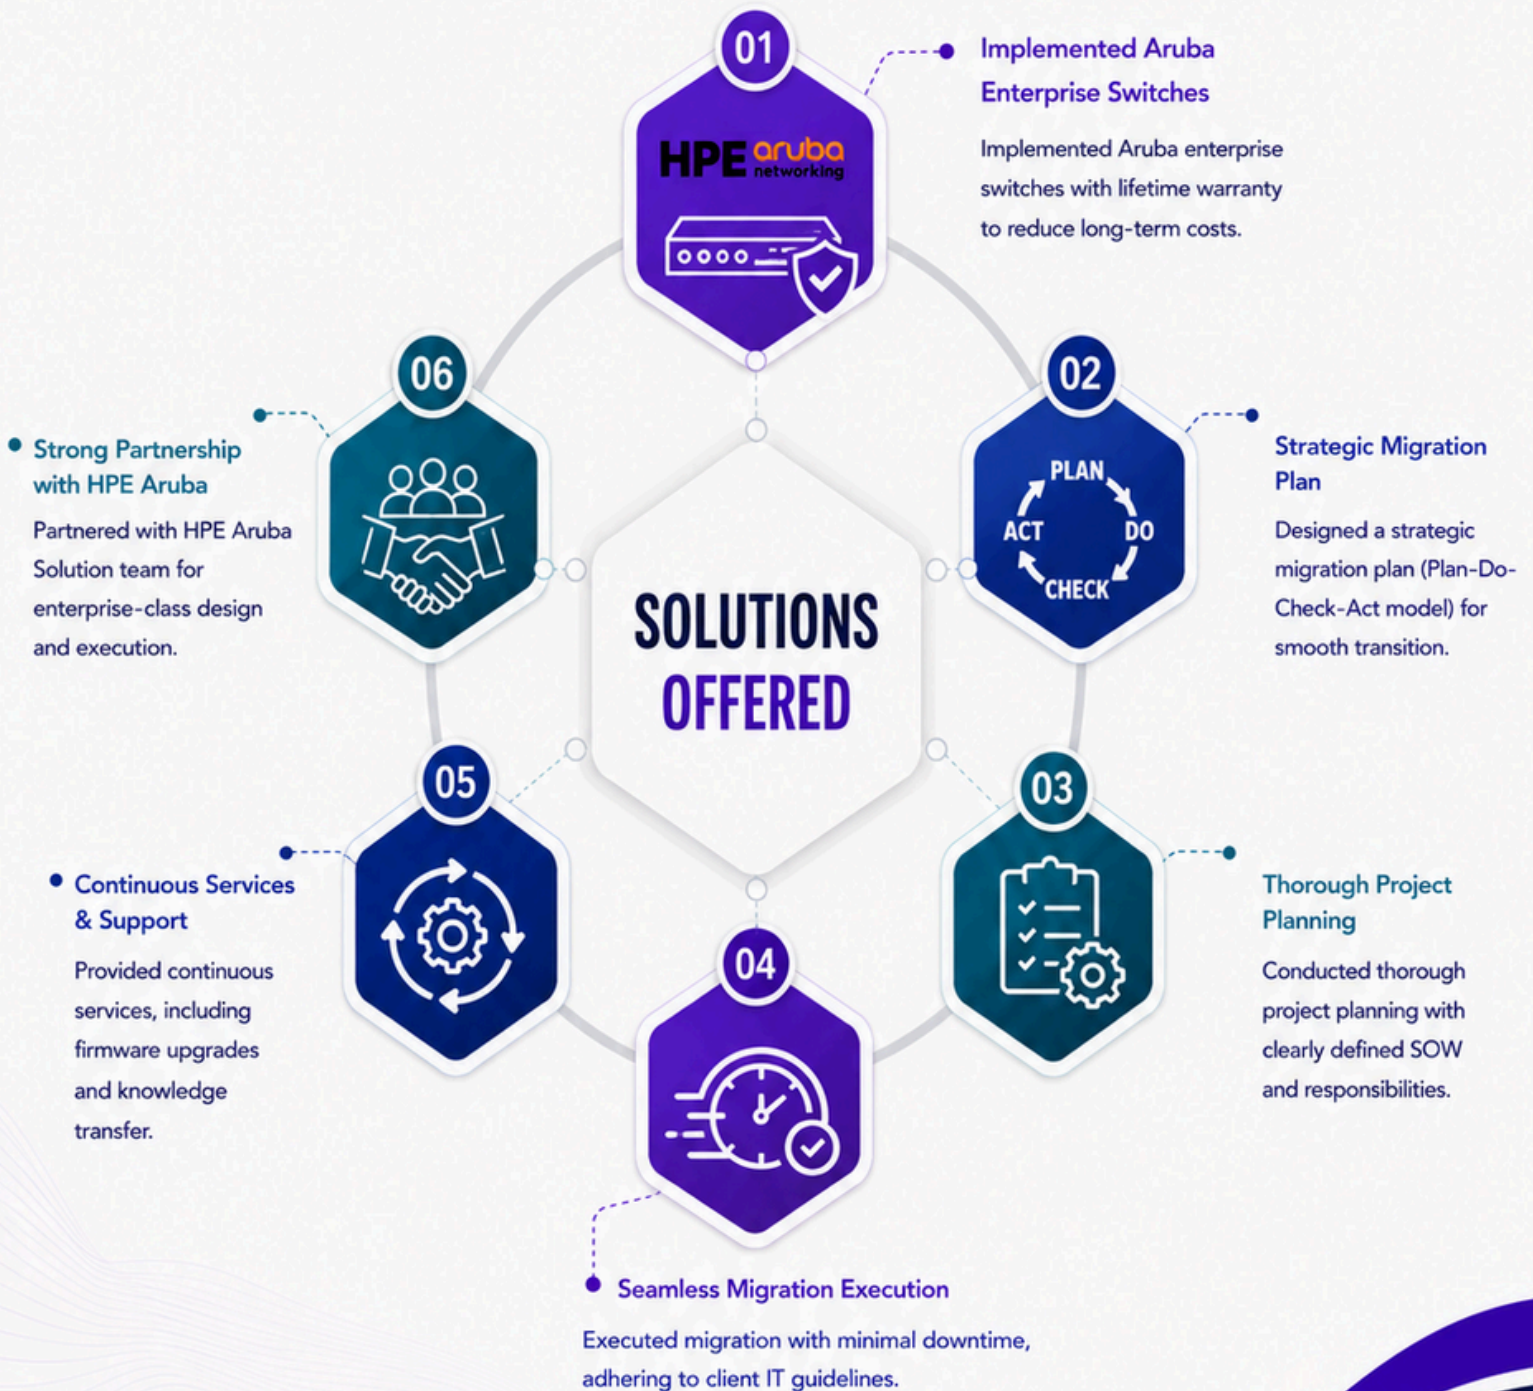 01
HPE aruba
networking
Implemented Aruba
Enterprise Switches
Implemented Aruba enterprise
switches with lifetime warranty
to reduce long-term costs.
02
PLAN
DO
CHECK
ACT
Strategic Migration
Plan
Designed a strategic
migration plan (Plan-Do-
Check-Act model) for
smooth transition.
SOLUTIONS
OFFERED
03
Thorough Project
Planning
Conducted thorough
project planning with
clearly defined SOW
and responsibilities.
04
Seamless Migration Execution
Executed migration with minimal downtime,
adhering to client IT guidelines.
05
Continuous Services
& Support
Provided continuous
services, including
firmware upgrades
and knowledge
transfer.
06
Strong Partnership
with HPE Aruba
Partnered with HPE Aruba
Solution team for
enterprise-class design
and execution.